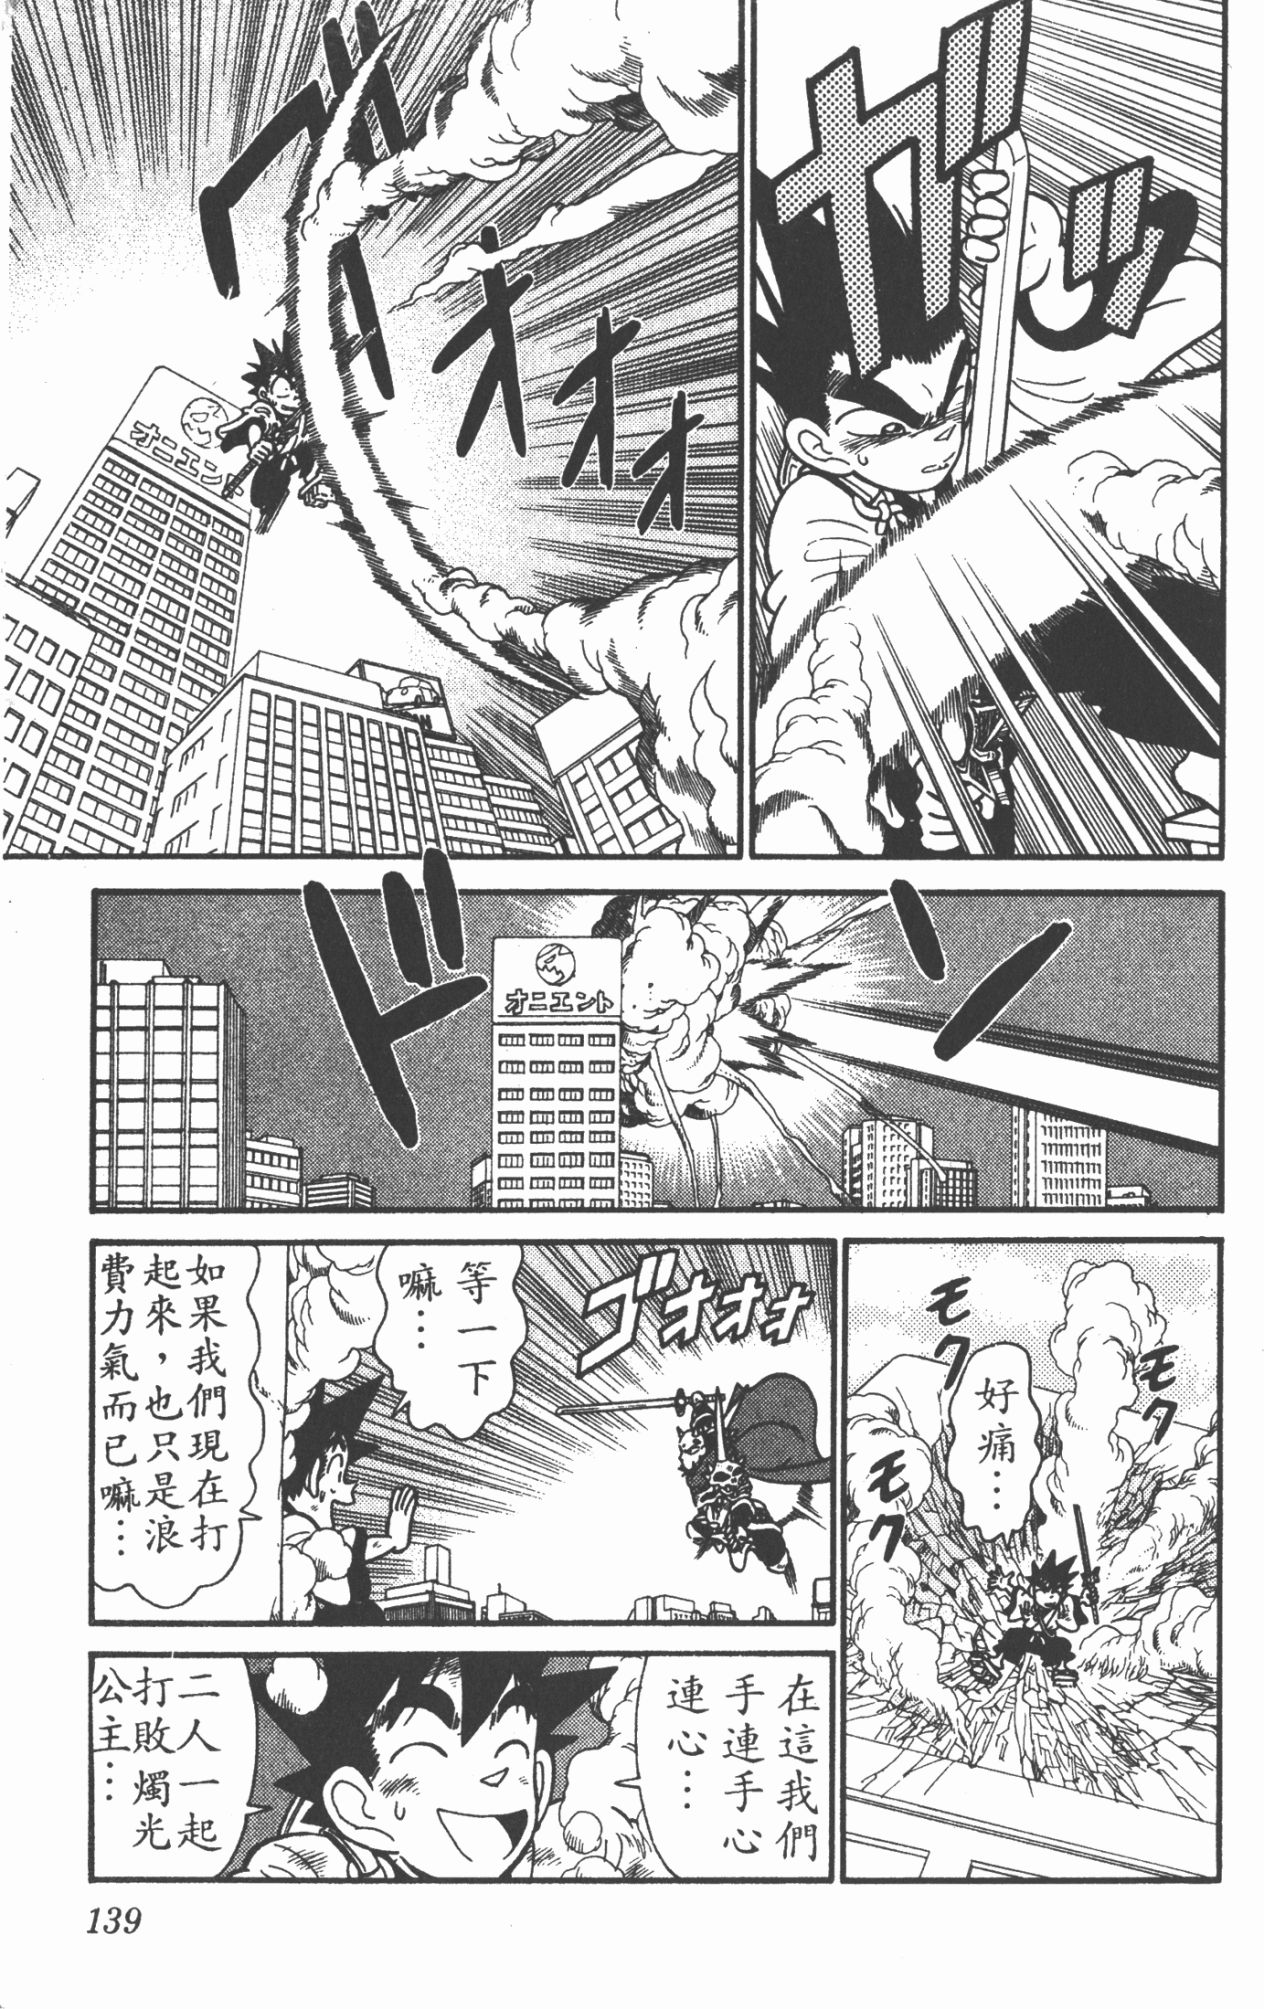 ガガッ
ゴオオオオ
オニエン
ドン
オニエント
モク
モク
モク
好痛…
ゴオオオオ
等一下
嘛…
如果我們現在打
起來，也只是浪
費力氣而已嘛…
在這我們
手連手心
連心…
二人一起
打敗燭光
公主…
139